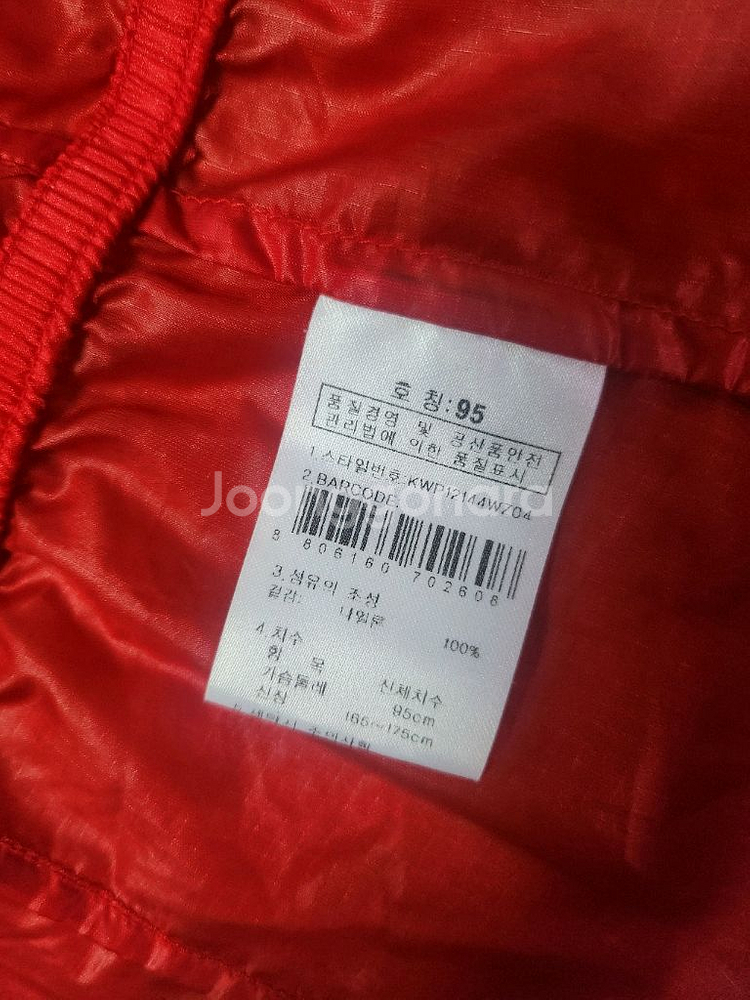 호 칭:95
품질경영 및 공산품안전
관리법에 의한 품질표시
1.스타일번호:KWP12144WZ04
2.BARCODE
Joonggonara
8 806160 702608
3.섬유의 조성
겉감: 나일론 100%
4.치수
항 목 신체치수
가슴둘레 95cm
신장 165~175cm